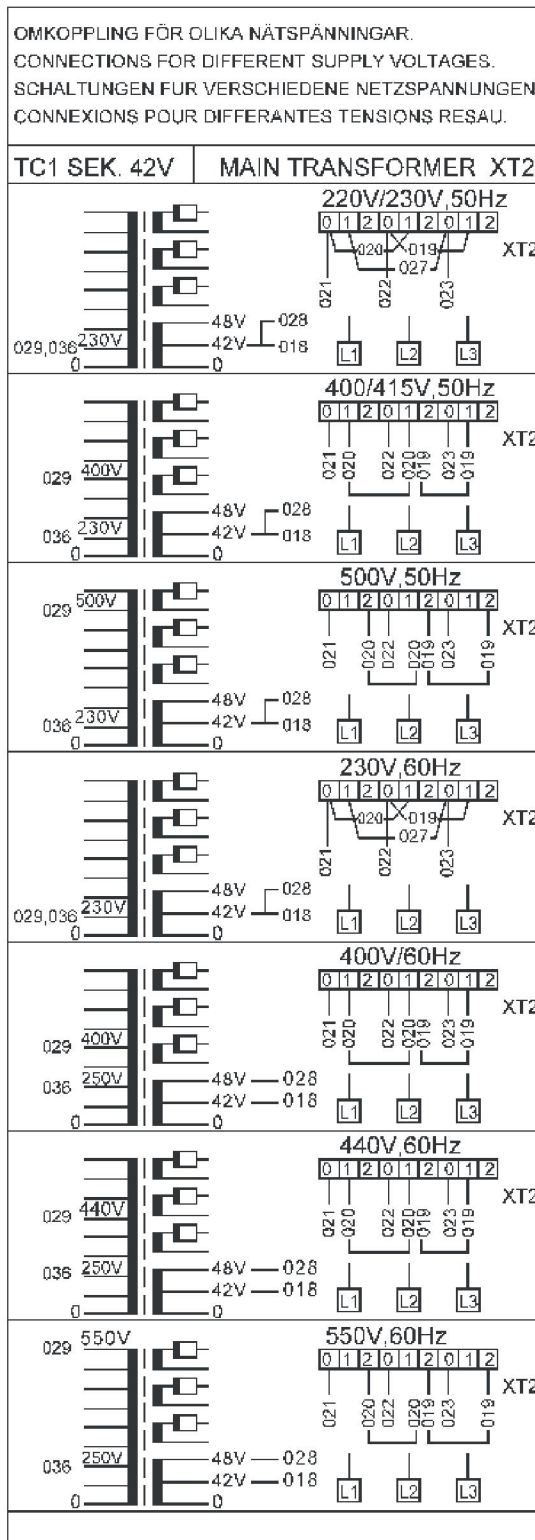 OMKOPPLING FÖR OLIKA NÄTSPÄNNINGAR.
CONNECTIONS FOR DIFFERENT SUPPLY VOLTAGES.
SCHALTUNGEN FUR VERSCHIEDENE NETZSPANNUNGEN
CONNEXIONS POUR DIFFERANTES TENSIONS RESAU.
TC1 SEK. 42V MAIN TRANSFORMER XT2
220V/230V,50Hz
0 1 2 0 1 2 0 1 2
XT2
020 019
027
021 022 023
48V 028
029,036 230V 42V 018
0 0
L1 L2 L3
400/415V,50Hz
0 1 2 0 1 2 0 1 2
XT2
021 020 022 020 019 023 019
029 400V
48V 028
036 230V 42V 018
0 0
L1 L2 L3
500V,50Hz
029 500V
0 1 2 0 1 2 0 1 2
XT2
021 020 022 020 019 023 019
48V 028
036 230V 42V 018
0 0
L1 L2 L3
230V,60Hz
0 1 2 0 1 2 0 1 2
XT2
020 019
027
021 022 023
48V 028
029,036 230V 42V 018
0 0
L1 L2 L3
400V/60Hz
0 1 2 0 1 2 0 1 2
XT2
021 020 022 020 019 023 019
029 400V
036 250V 48V 028
42V 018
0 0
L1 L2 L3
440V,60Hz
0 1 2 0 1 2 0 1 2
XT2
029 440V
021 020 022 020 019 023 019
036 250V 48V 028
42V 018
0 0
L1 L2 L3
029 550V 550V,60Hz
0 1 2 0 1 2 0 1 2
XT2
021 020 022 020 019 023 019
036 250V 48V 028
42V 018
0 0
L1 L2 L3